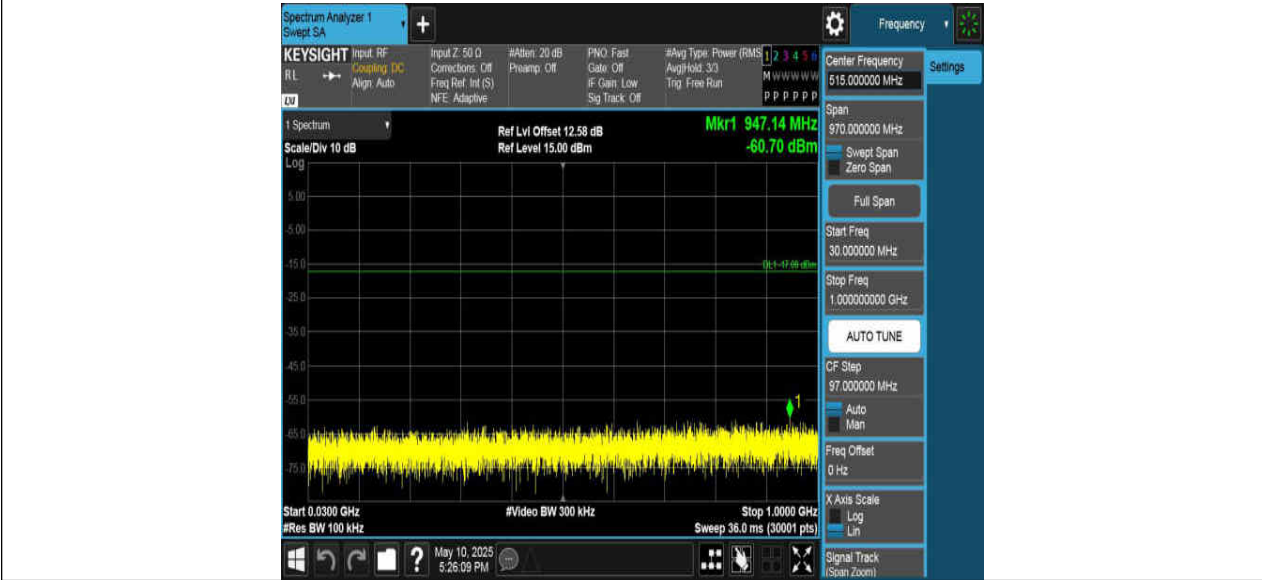 Spectrum Analyzer 1
Swept SA
+
Frequency
KEYSIGHT
RL
LXI
Input: RF
Coupling: DC
Align: Auto
Input Z: 50 Ω
Corrections: Off
Freq Ref: Int (S)
NFE: Adaptive
#Atten: 20 dB
Preamp: Off
PNO: Fast
Gate: Off
IF Gain: Low
Sig Track: Off
#Avg Type: Power (RMS
Avg|Hold: 3/3
Trig: Free Run
1 2 3 4 5 6
M W W W W W
P P P P P P
Center Frequency
515.000000 MHz
Settings
1 Spectrum
Scale/Div 10 dB
Log
Ref Lvl Offset 12.58 dB
Ref Level 15.00 dBm
Mkr1 947.14 MHz
-60.70 dBm
5.00
-5.00
-15.0
-25.0
-35.0
-45.0
-55.0
-65.0
-75.0
DL1 -17.09 dBm
1
Start 0.0300 GHz
#Res BW 100 kHz
#Video BW 300 kHz
Stop 1.0000 GHz
Sweep 36.0 ms (30001 pts)
Span
970.000000 MHz
Swept Span
Zero Span
Full Span
Start Freq
30.000000 MHz
Stop Freq
1.000000000 GHz
AUTO TUNE
CF Step
97.000000 MHz
Auto
Man
Freq Offset
0 Hz
X Axis Scale
Log
Lin
Signal Track
(Span Zoom)
?
May 10, 2025
5:26:09 PM